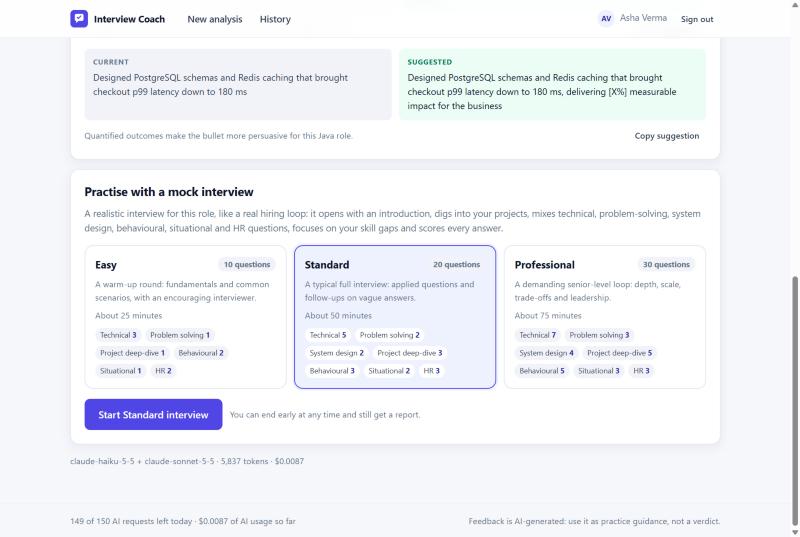 Interview Coach New analysis History AV Asha Verma Sign out
CURRENT
Designed PostgreSQL schemas and Redis caching that brought
checkout p99 latency down to 180 ms
SUGGESTED
Designed PostgreSQL schemas and Redis caching that brought
checkout p99 latency down to 180 ms, delivering [X%] measurable
impact for the business
Quantified outcomes make the bullet more persuasive for this Java role.
Copy suggestion
Practise with a mock interview
A realistic interview for this role, like a real hiring loop: it opens with an introduction, digs into your projects, mixes technical, problem-solving, system
design, behavioural, situational and HR questions, focuses on your skill gaps and scores every answer.
Easy 10 questions
A warm-up round: fundamentals and common
scenarios, with an encouraging interviewer.
About 25 minutes
Technical 3 Problem solving 1
Project deep-dive 1 Behavioural 2
Situational 1 HR 2
Standard 20 questions
A typical full interview: applied questions and
follow-ups on vague answers.
About 50 minutes
Technical 5 Problem solving 2
System design 2 Project deep-dive 3
Behavioural 3 Situational 2 HR 3
Professional 30 questions
A demanding senior-level loop: depth, scale,
trade-offs and leadership.
About 75 minutes
Technical 7 Problem solving 3
System design 4 Project deep-dive 5
Behavioural 5 Situational 3 HR 3
Start Standard interview
You can end early at any time and still get a report.
claude-haiku-5-5 + claude-sonnet-5-5 · 5,837 tokens · $0.0087
149 of 150 AI requests left today · $0.0087 of AI usage so far
Feedback is AI-generated: use it as practice guidance, not a verdict.